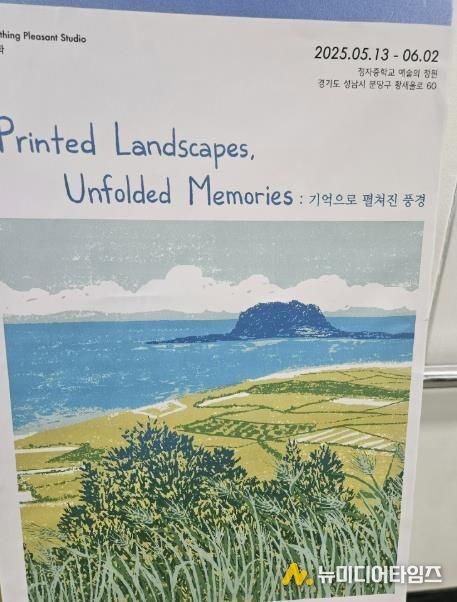 thing Pleasant Studio
2025.05.13 - 06.02
정자중학교 예술의 정원
경기도 성남시 분당구 황새울로 60
Printed Landscapes,
Unfolded Memories : 기억으로 펼쳐진 풍경
뉴미디어타임즈